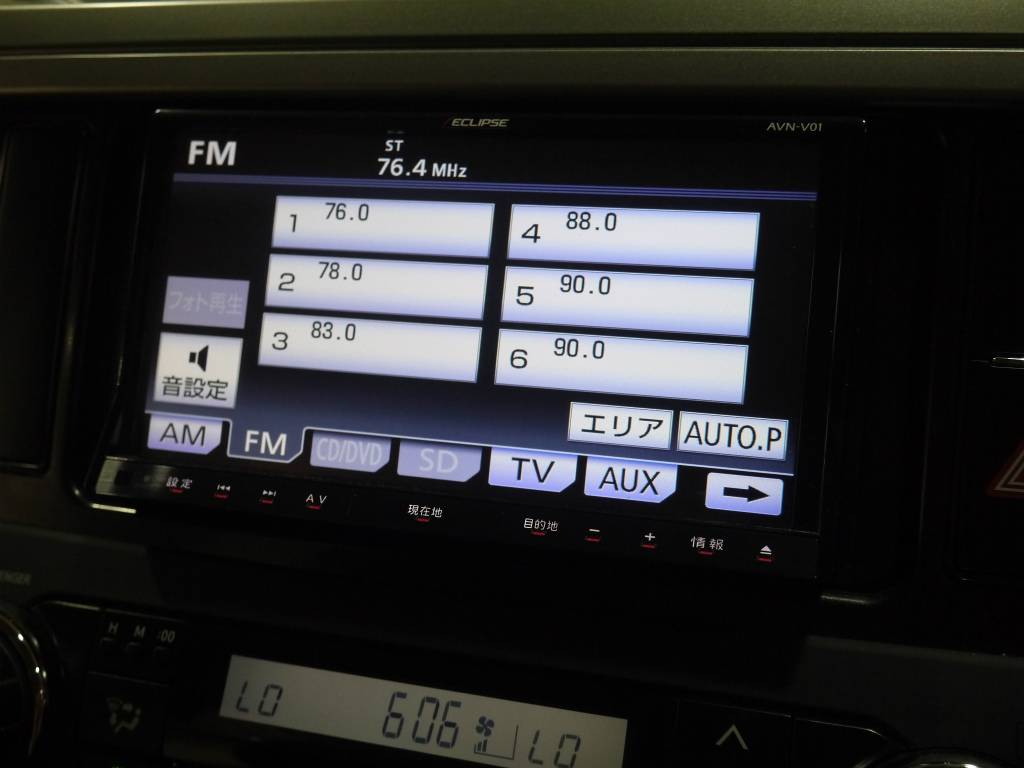 ECLIPSE
AVN-V01
FM
ST
76.4 MHz
1 76.0
4 88.0
2 78.0
5 90.0
3 83.0
6 90.0
フォト再生
音設定
エリア
AUTO.P
AM
FM
CD/DVD
SD
TV
AUX
設定
AV
現在地
目的地
−
+
情報
ENGER
H M :00
LO 606 LO